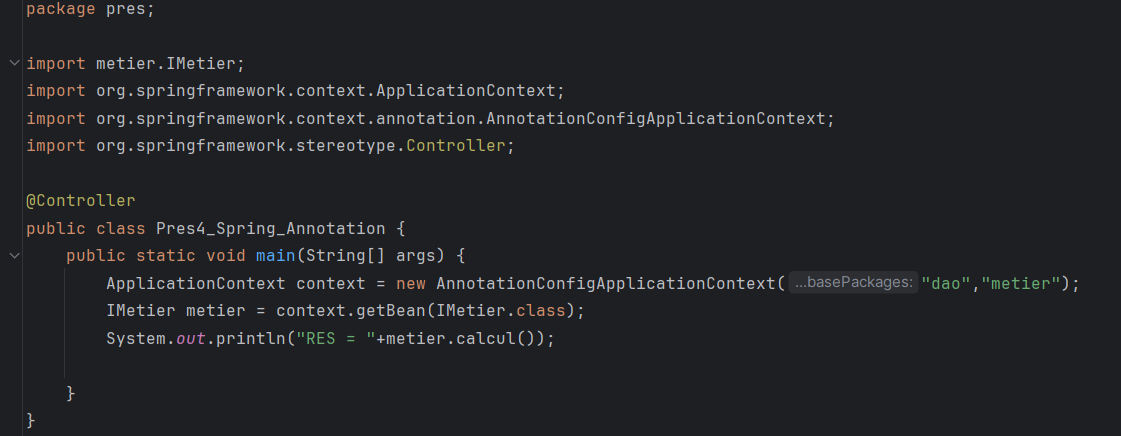 package pres;
import metier.IMetier;
import org.springframework.context.ApplicationContext;
import org.springframework.context.annotation.AnnotationConfigApplicationContext;
import org.springframework.stereotype.Controller;
@Controller
public class Pres4_Spring_Annotation {
public static void main(String[] args) {
ApplicationContext context = new AnnotationConfigApplicationContext( ...basePackages: "dao","metier");
IMetier metier = context.getBean(IMetier.class);
System.out.println("RES = "+metier.calcul());
}
}